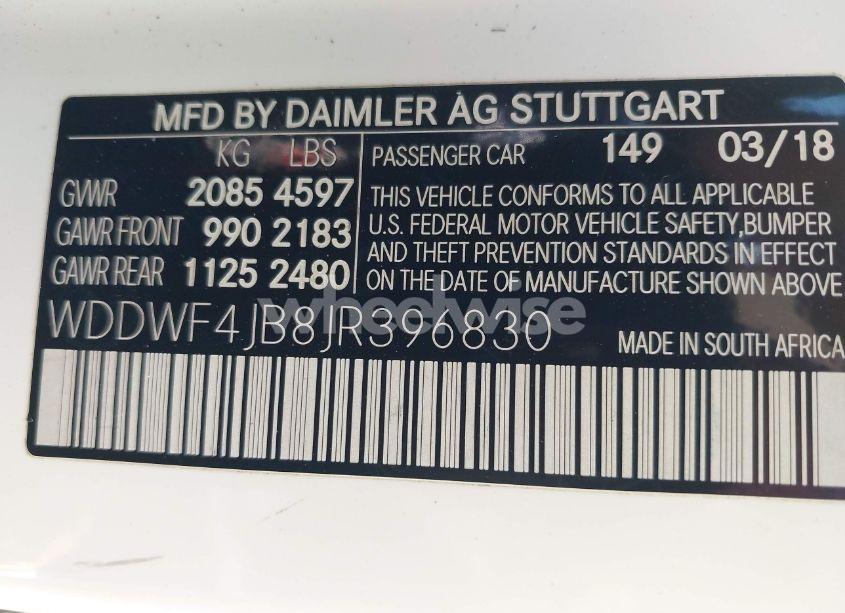 MFD BY DAIMLER AG STUTTGART
KG LBS
GVWR 2085 4597
GAWR FRONT 990 2183
GAWR REAR 1125 2480
PASSENGER CAR 149 03/18
THIS VEHICLE CONFORMS TO ALL APPLICABLE
U.S. FEDERAL MOTOR VEHICLE SAFETY,BUMPER
AND THEFT PREVENTION STANDARDS IN EFFECT
ON THE DATE OF MANUFACTURE SHOWN ABOVE
WDDWF4JB8JR396830
wheelwise
MADE IN SOUTH AFRICA